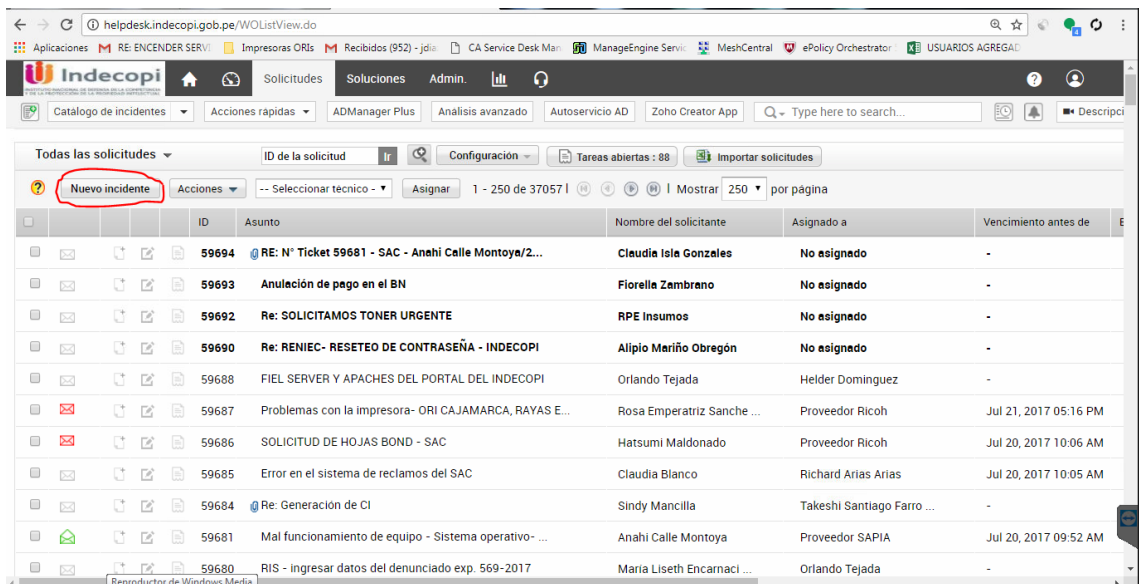 helpdesk.indecopi.gob.pe/WOListView.do
Aplicaciones RE: ENCENDER SERVI Impresoras ORIs Recibidos (952) - jdia CA Service Desk Man ManageEngine Servic MeshCentral ePolicy Orchestrator USUARIOS AGREGAD
Indecopi Solicitudes Soluciones Admin.
Catálogo de incidentes Acciones rápidas ADManager Plus Análisis avanzado Autoservicio AD Zoho Creator App Type here to search... Descripci
Todas las solicitudes ID de la solicitud Ir Configuración Tareas abiertas : 88 Importar solicitudes
Nuevo incidente Acciones -- Seleccionar técnico - Asignar 1 - 250 de 37057 | Mostrar 250 por página
ID Asunto Nombre del solicitante Asignado a Vencimiento antes de E
59694 RE: N° Ticket 59681 - SAC - Anahi Calle Montoya/2... Claudia Isla Gonzales No asignado -
59693 Anulación de pago en el BN Fiorella Zambrano No asignado -
59692 Re: SOLICITAMOS TONER URGENTE RPE Insumos No asignado -
59690 Re: RENIEC- RESETEO DE CONTRASEÑA - INDECOPI Alipio Mariño Obregón No asignado -
59688 FIEL SERVER Y APACHES DEL PORTAL DEL INDECOPI Orlando Tejada Helder Dominguez -
59687 Problemas con la impresora- ORI CAJAMARCA, RAYAS E... Rosa Emperatriz Sanche ... Proveedor Ricoh Jul 21, 2017 05:16 PM
59686 SOLICITUD DE HOJAS BOND - SAC Hatsumi Maldonado Proveedor Ricoh Jul 20, 2017 10:06 AM
59685 Error en el sistema de reclamos del SAC Claudia Blanco Richard Arias Arias Jul 20, 2017 10:05 AM
59684 Re: Generación de CI Sindy Mancilla Takeshi Santiago Farro ... -
59681 Mal funcionamiento de equipo - Sistema operativo- ... Anahi Calle Montoya Proveedor SAPIA Jul 20, 2017 09:52 AM
59680 RIS - ingresar datos del denunciado exp. 569-2017 María Liseth Encarnaci ... Orlando Tejada -
Reproductor de Windows Media